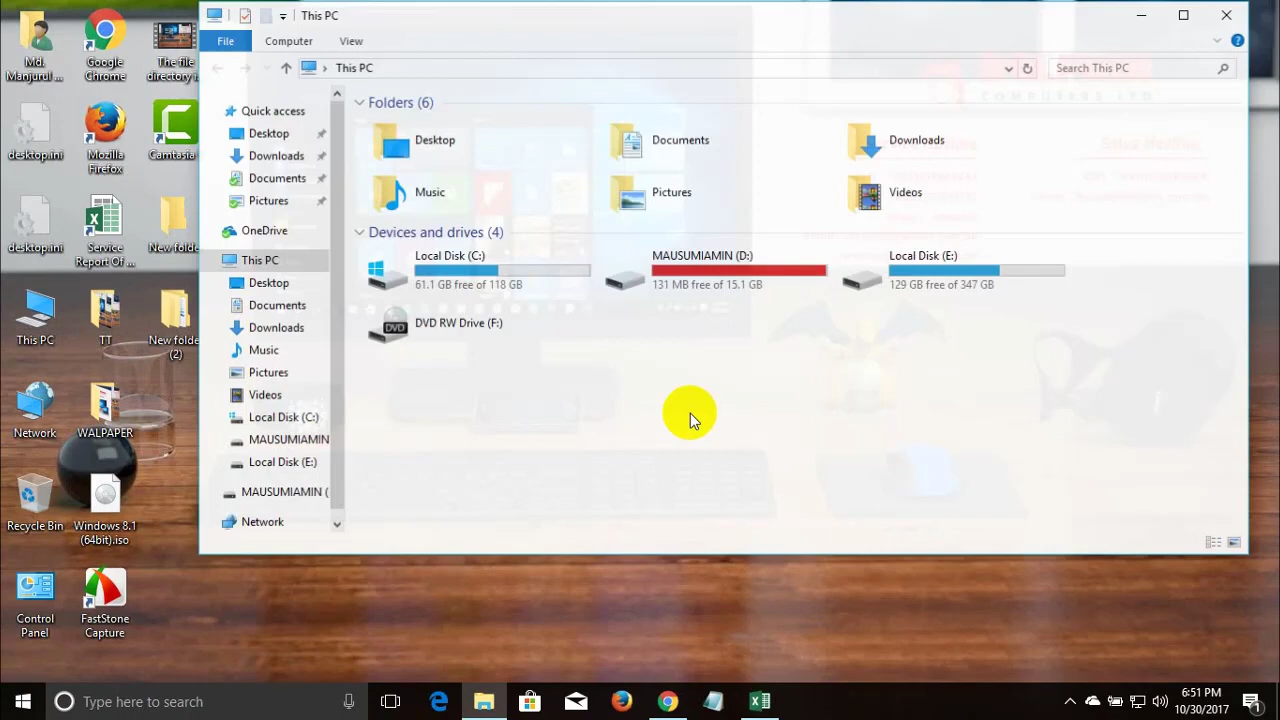 This PC
File
Computer
View
This PC
Search This PC
Quick access
Desktop
Downloads
Documents
Pictures
OneDrive
This PC
Desktop
Documents
Downloads
Music
Pictures
Videos
Local Disk (C:)
MAUSUMIAMIN
Local Disk (E:)
MAUSUMIAMIN (
Network
Folders (6)
Desktop
Documents
Downloads
Music
Pictures
Videos
Devices and drives (4)
Local Disk (C:)
61.1 GB free of 118 GB
MAUSUMIAMIN (D:)
131 MB free of 15.1 GB
Local Disk (E:)
129 GB free of 347 GB
DVD RW Drive (F:)
COMPUTERS LTD
Md.
Manjurul ...
Google
Chrome
The file
directory i
desktop.ini
Mozilla
Firefox
Camtasia
desktop.ini
Service
Report Of ...
New folde
This PC
TT
New folde
(2)
Network
WALPAPER
Recycle Bin
Windows 8.1
(64bit).iso
Control
Panel
FastStone
Capture
Type here to search
6:51 PM
10/30/2017